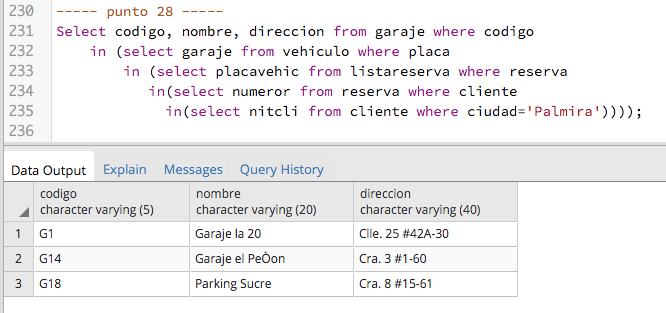 230 ----- punto 28 -----
231 Select codigo, nombre, direccion from garaje where codigo
232 in (select garaje from vehiculo where placa
233 in (select placavehic from listareserva where reserva
234 in(select numeror from reserva where cliente
235 in(select nitcli from cliente where ciudad='Palmira'))));
236
Data Output Explain Messages Query History
codigo nombre direccion
character varying (5) character varying (20) character varying (40)
1 G1 Garaje la 20 Clle. 25 #42A-30
2 G14 Garaje el PeÒon Cra. 3 #1-60
3 G18 Parking Sucre Cra. 8 #15-61